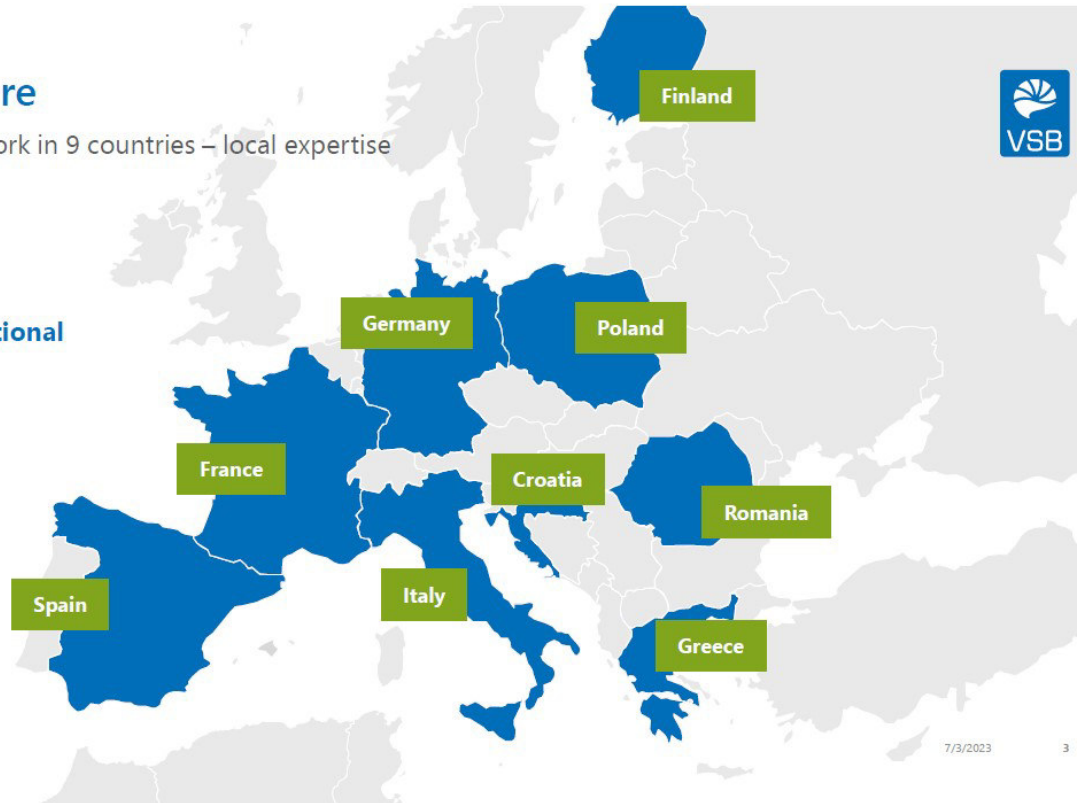 re
ork in 9 countries – local expertise
VSB
tional
Finland
Germany
Poland
France
Croatia
Romania
Spain
Italy
Greece
7/3/2023
3